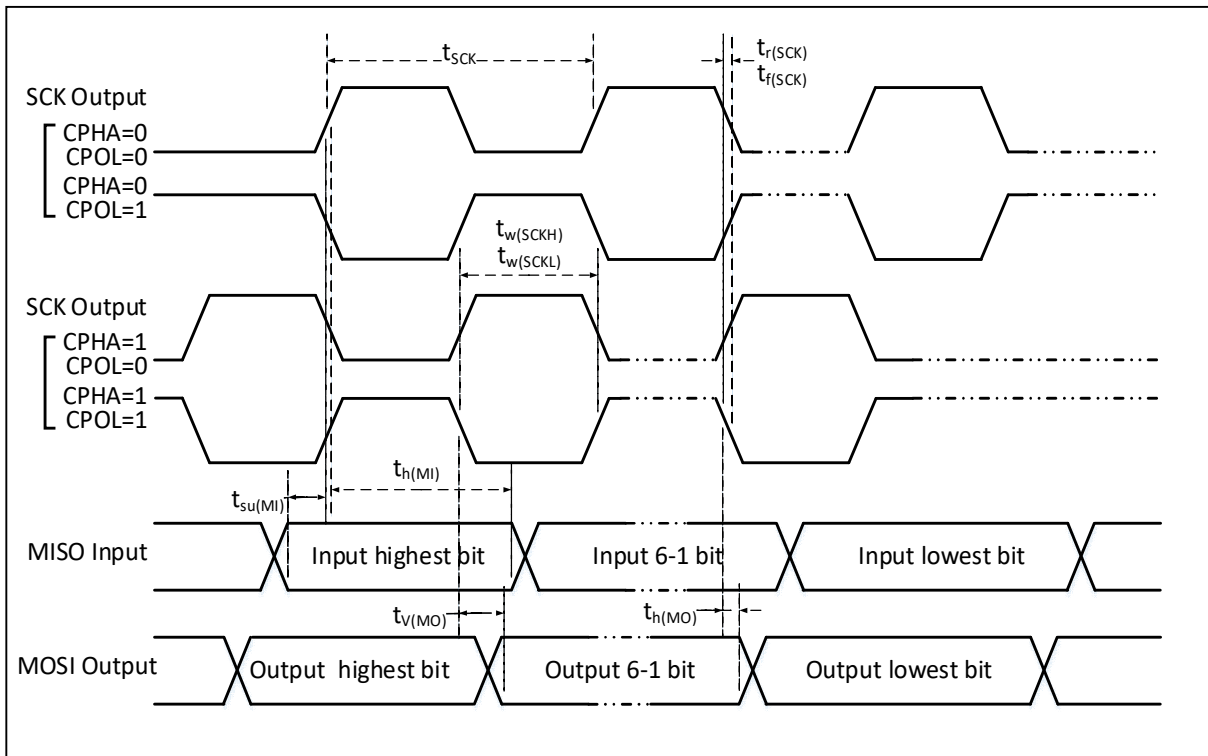 tSCK
tr(SCK)
tf(SCK)
SCK Output
CPHA=0
CPOL=0
CPHA=0
CPOL=1
tw(SCKH)
tw(SCKL)
SCK Output
CPHA=1
CPOL=0
CPHA=1
CPOL=1
th(MI)
tsu(MI)
MISO Input
Input highest bit
Input 6-1 bit
Input lowest bit
tV(MO)
th(MO)
MOSI Output
Output highest bit
Output 6-1 bit
Output lowest bit